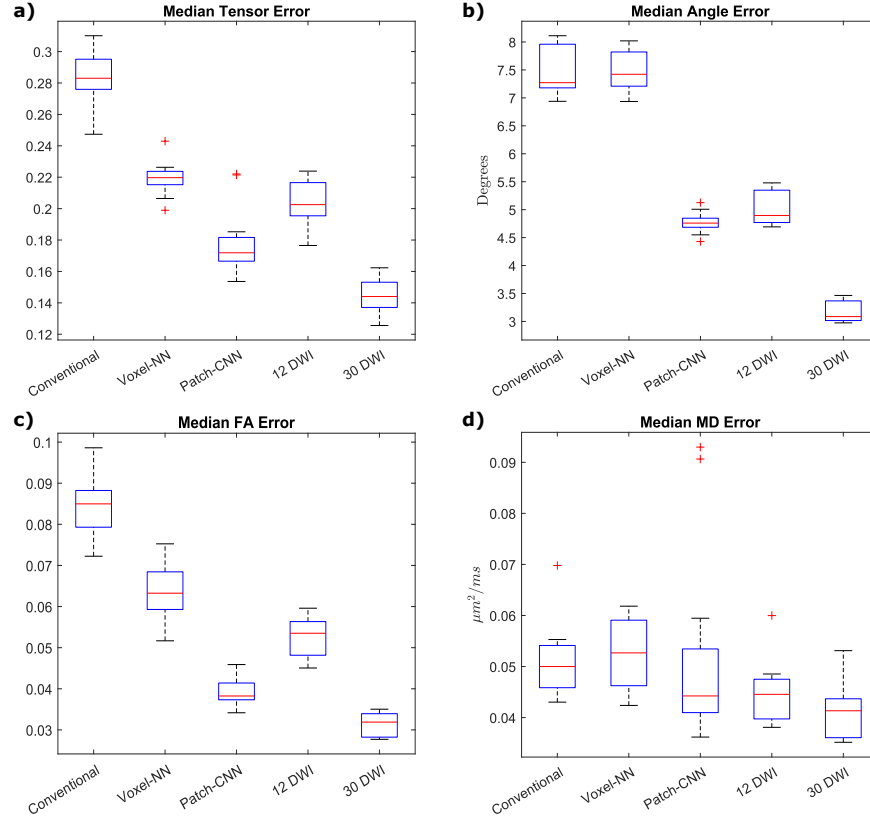 a)
Median Tensor Error
0.3
0.28
0.26
0.24
0.22
0.2
0.18
0.16
0.14
0.12
Conventional
Voxel-NN
Patch-CNN
12 DWI
30 DWI
b)
Median Angle Error
Degrees
8
7.5
7
6.5
6
5.5
5
4.5
4
3.5
3
Conventional
Voxel-NN
Patch-CNN
12 DWI
30 DWI
c)
Median FA Error
0.1
0.09
0.08
0.07
0.06
0.05
0.04
0.03
Conventional
Voxel-NN
Patch-CNN
12 DWI
30 DWI
d)
Median MD Error
μm²/ms
0.09
0.08
0.07
0.06
0.05
0.04
Conventional
Voxel-NN
Patch-CNN
12 DWI
30 DWI